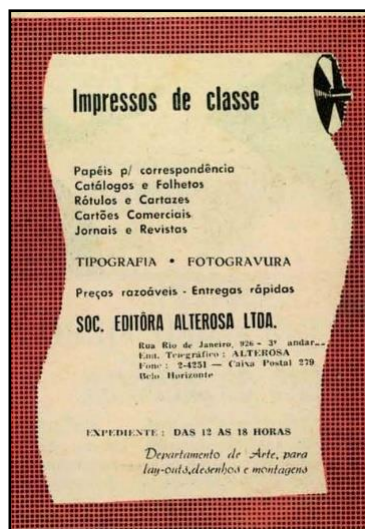 Impressos de classe
Papéis p/ correspondência
Catálogos e Folhetos
Rótulos e Cartazes
Cartões Comerciais
Jornais e Revistas
TIPOGRAFIA • FOTOGRAVURA
Preços razoáveis - Entregas rápidas
SOC. EDITÔRA ALTEROSA LTDA.
Rua Rio de Janeiro, 926 - 3º andar
End. Telegráfico : ALTEROSA
Fone : 2-4251 — Caixa Postal 279
Belo Horizonte
EXPEDIENTE : DAS 12 AS 18 HORAS
Departamento de Arte, para
lay-outs, desenhos e montagens